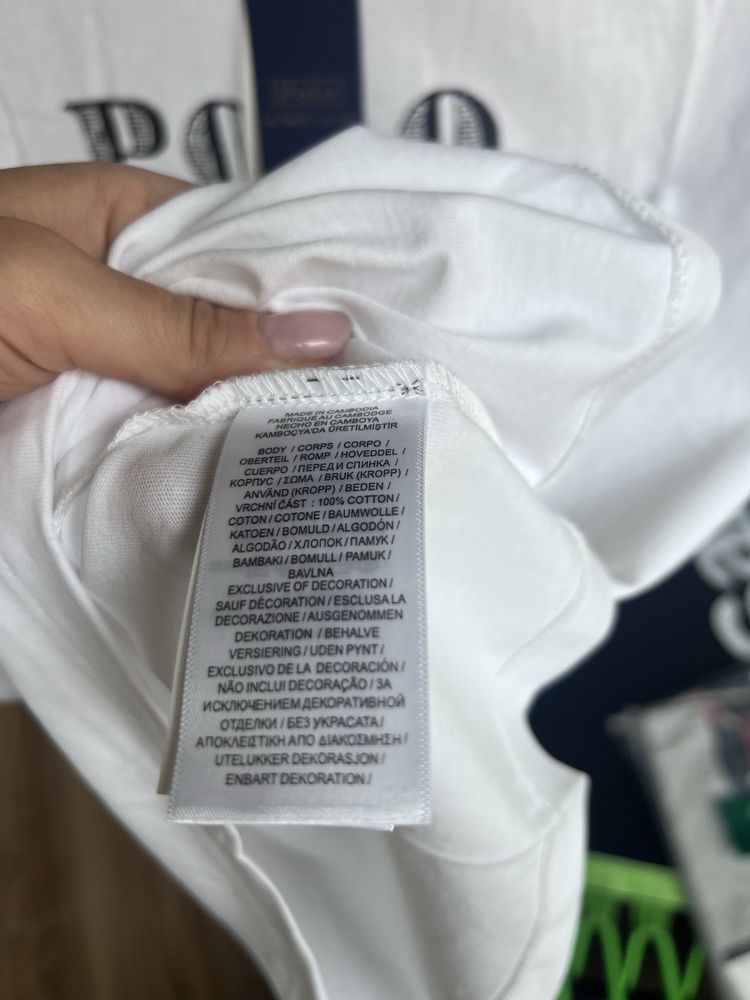 POLO
Polo
MADE IN CAMBODIA
FABRIQUÉ AU CAMBODGE
HECHO EN CAMBOYA
KAMBOÇYA'DA ÜRETİLMİŞTİR
BODY / CORPS / CORPO /
OBERTEIL / ROMP / HOVEDDEL /
CUERPO / ПЕРЕД И СПИНКА /
KOPΠУC / ΣΩΜΑ / BRUK (KROPP) /
ANVÄND (KROPP) / BEDEN /
VRCHNÍ ČÁST : 100% COTTON /
COTON / COTONE / BAUMWOLLE /
KATOEN / BOMULD / ALGODÓN /
ALGODÃO / ХЛОПОК / ПАМУК /
BAMBAKI / BOMULL / PAMUK /
BAVLNA
EXCLUSIVE OF DECORATION /
SAUF DÉCORATION / ESCLUSA LA
DECORAZIONE / AUSGENOMMEN
DEKORATION / BEHALVE
VERSIERING / UDEN PYNT /
EXCLUSIVO DE LA DECORACIÓN /
NÃO INCLUI DECORAÇÃO / ЗА
ИСКЛЮЧЕНИЕМ ДЕКОРАТИВНОЙ
ОТДЕЛКИ / БЕЗ УКРАСАТА /
ΑΠΟΚΛΕΙΣΤΙΚΗ ΑΠΟ ΔΙΑΚΟΣΜΗΣΗ /
UTELUKKER DEKORASJON /
ENBART DEKORATION /